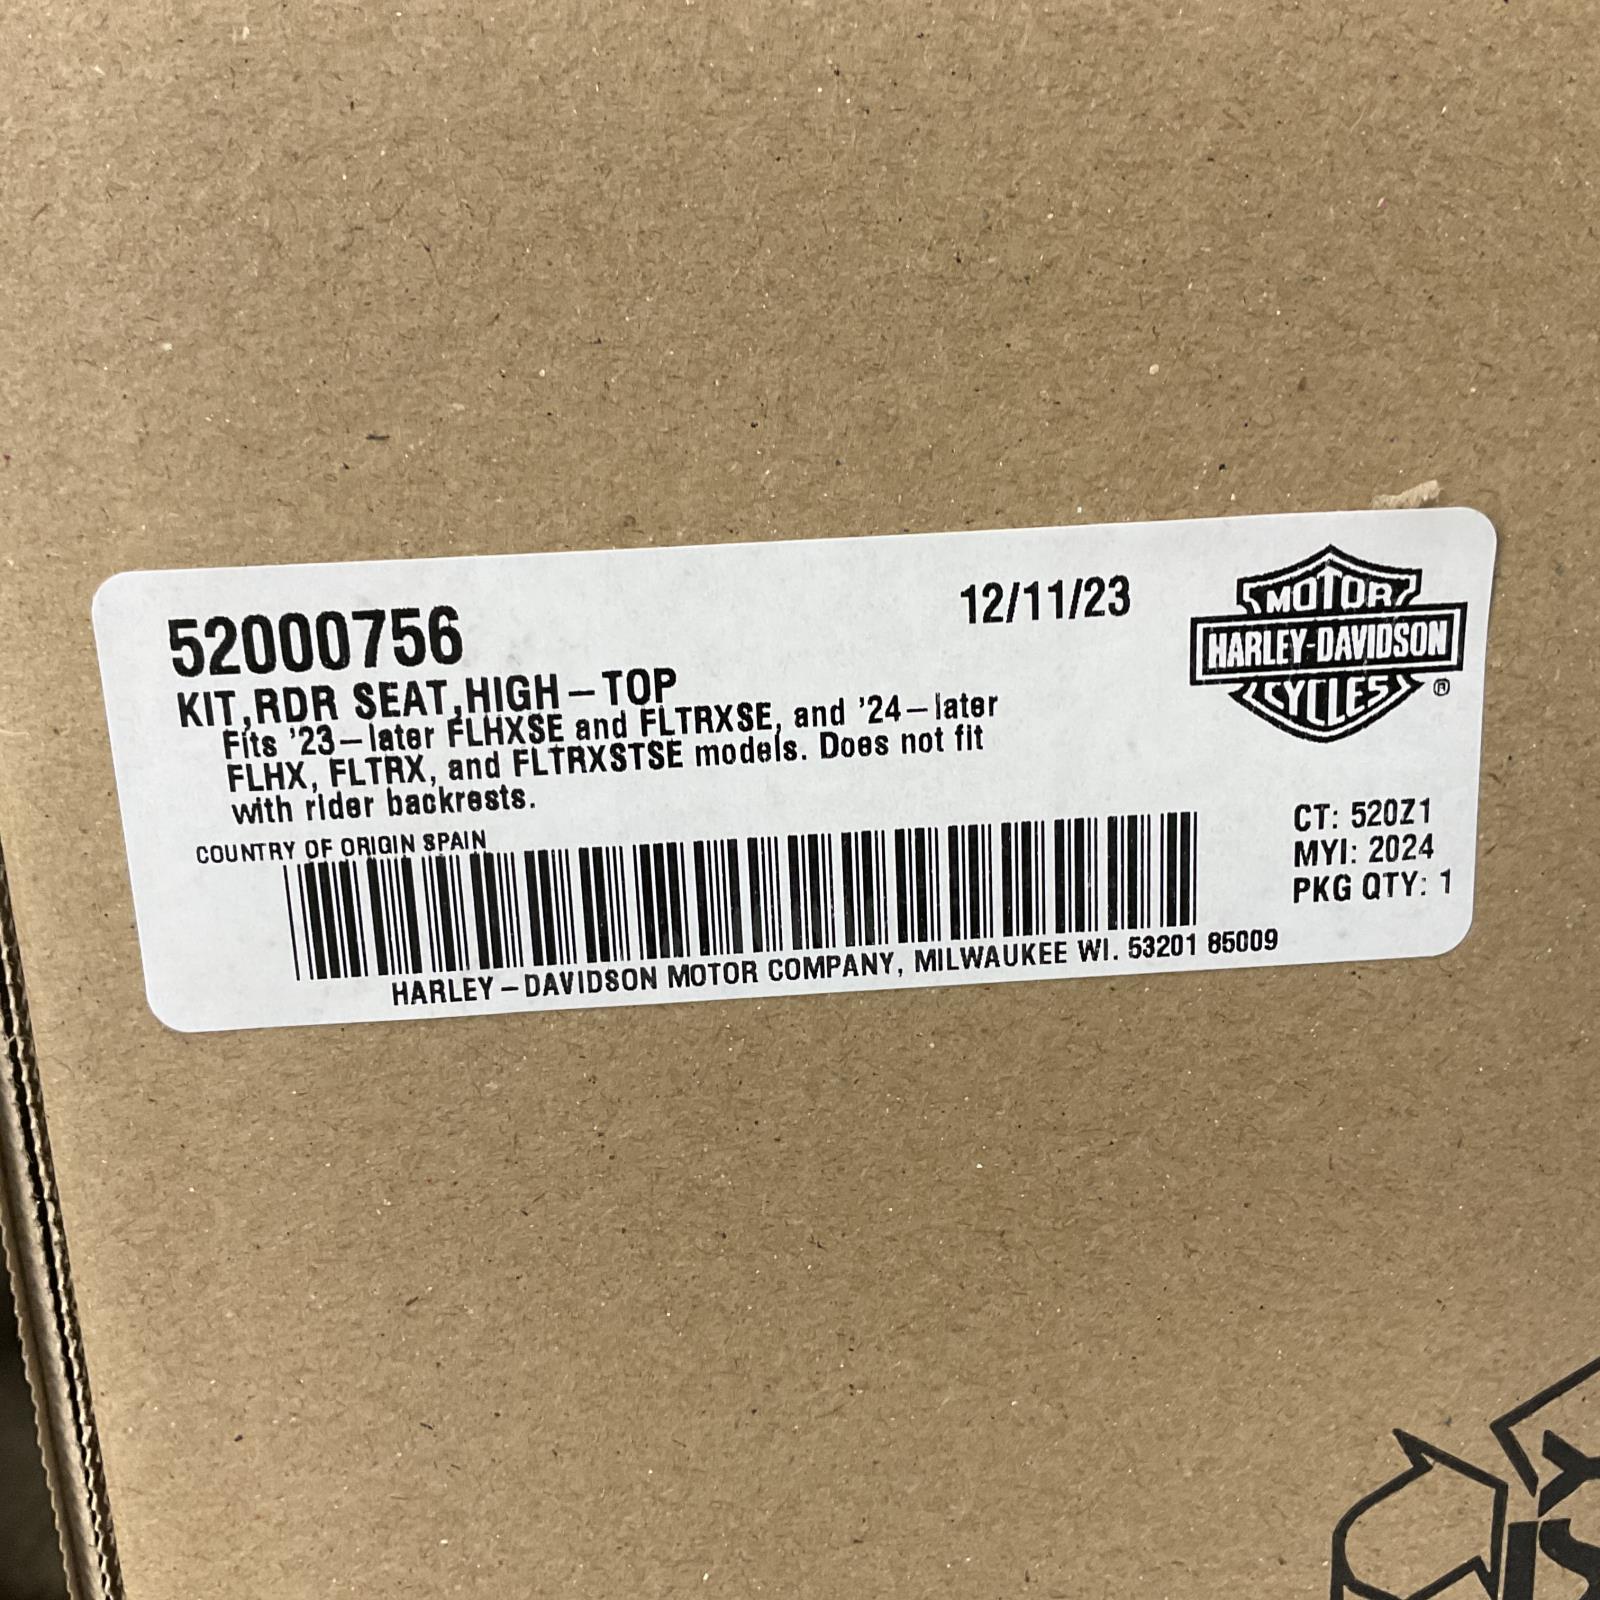 52000756
12/11/23
KIT,RDR SEAT,HIGH-TOP
Fits '23-later FLHXSE and FLTRXSE, and '24-later
FLHX, FLTRX, and FLTRXSTSE models. Does not fit
with rider backrests.
COUNTRY OF ORIGIN SPAIN
HARLEY-DAVIDSON MOTOR COMPANY, MILWAUKEE WI. 53201 85009
MOTOR
HARLEY-DAVIDSON
CYCLES
®
CT: 520Z1
MYI: 2024
PKG QTY: 1